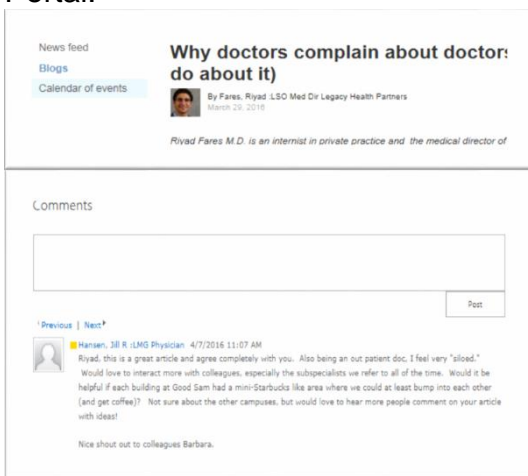 Portal.
News feed
Blogs
Calendar of events
Why doctors complain about doctors
do about it)
By Fares, Riyad :LSO Med Dir Legacy Health Partners
March 29, 2016
Riyad Fares M.D. is an internist in private practice and the medical director of
Comments
Post
Previous | Next
Hansen, Jill R :LMG Physician 4/7/2016 11:07 AM
Riyad, this is a great article and agree completely with you. Also being an out patient doc, I feel very "siloed."
Would love to interact more with colleagues, especially the subspecialists we refer to all of the time. Would it be
helpful if each building at Good Sam had a mini-Starbucks like area where we could at least bump into each other
(and get coffee)? Not sure about the other campuses, but would love to hear more people comment on your article
with ideas!
Nice shout out to colleagues Barbara.